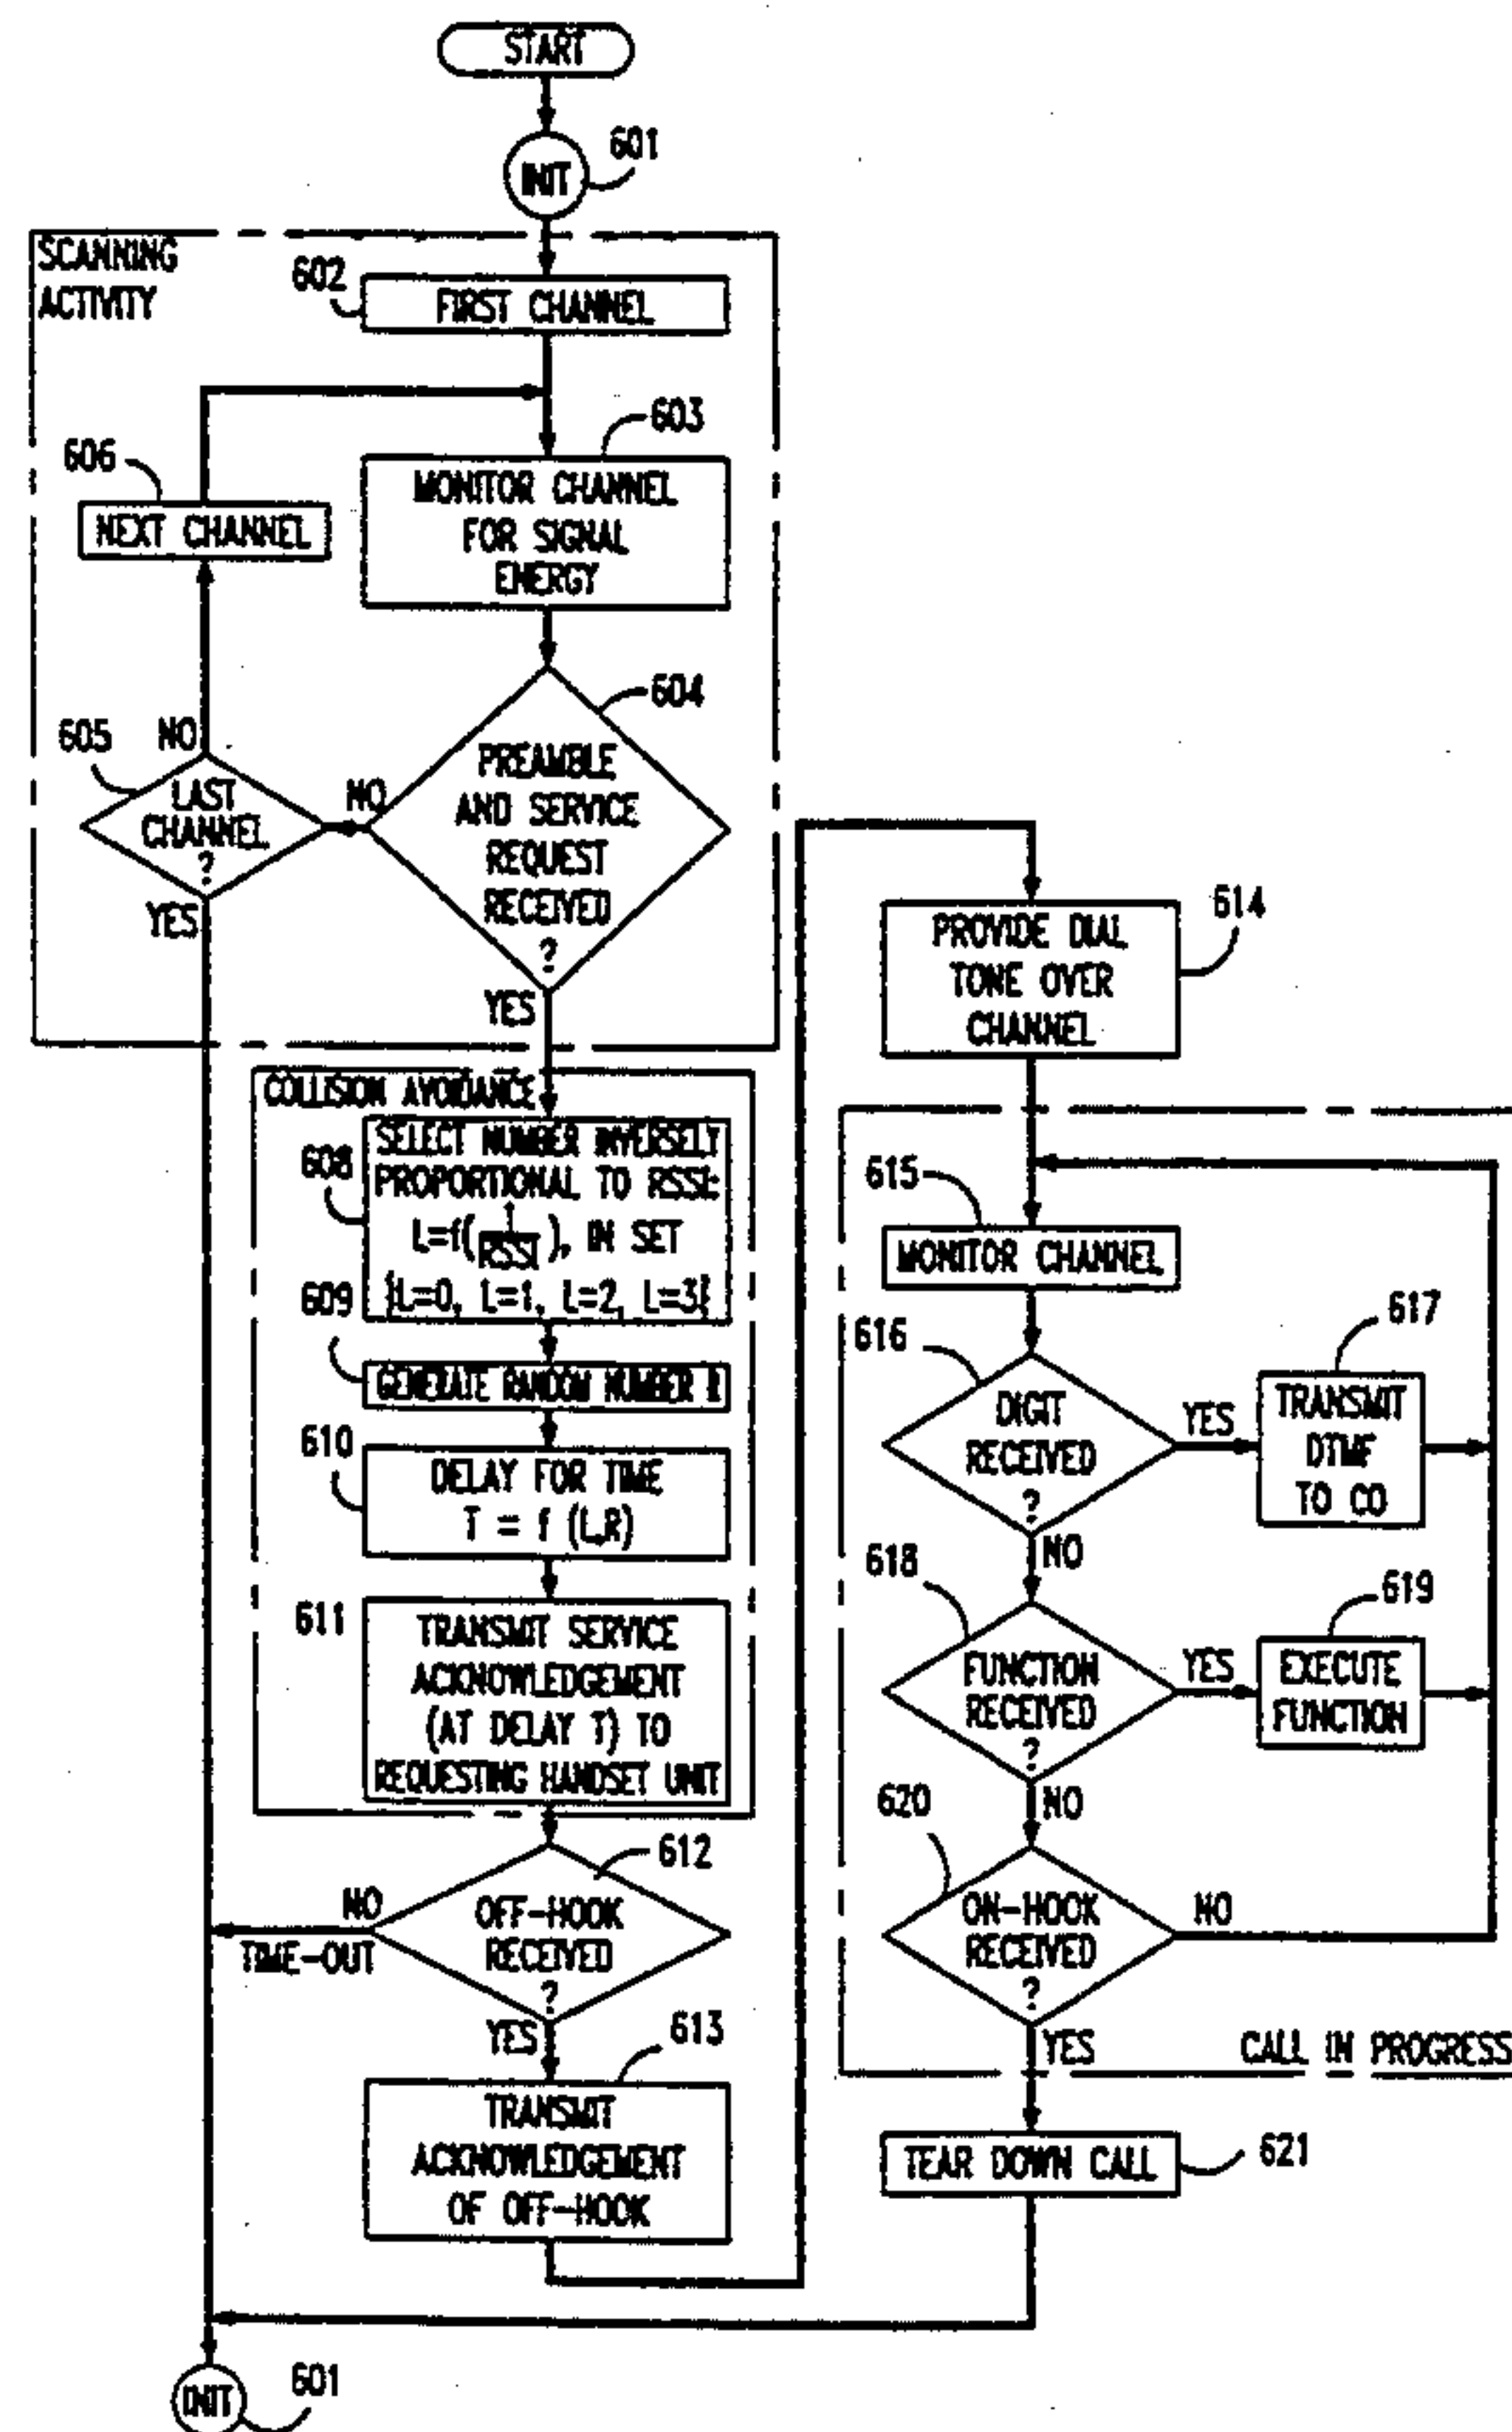 START
INIT
601
SCANNING
ACTIVITY
602
FIRST CHANNEL
603
606
MONITOR CHANNEL
FOR SIGNAL
ENERGY
NEXT CHANNEL
604
605
NO
PREAMBLE
AND SERVICE
REQUEST
RECEIVED
?
NO
LAST
CHANNEL
?
YES
YES
COLLISION AVOIDANCE
608
SELECT NUMBER INVERSELY
PROPORTIONAL TO RSSI:
L=f(1/RSSI), IN SET
{L=0, L=1, L=2, L=3}
609
GENERATE RANDOM NUMBER R
610
DELAY FOR TIME
T = f (L,R)
611
TRANSMIT SERVICE
ACKNOWLEDGEMENT
(AT DELAY T) TO
REQUESTING HANDSET UNIT
612
NO
TIME-OUT
OFF-HOOK
RECEIVED
?
YES
613
TRANSMIT
ACKNOWLEDGEMENT
OF OFF-HOOK
614
PROVIDE DIAL
TONE OVER
CHANNEL
615
MONITOR CHANNEL
616
DIGIT
RECEIVED
?
YES
617
TRANSMIT
DTMF
TO CO
NO
618
FUNCTION
RECEIVED
?
YES
619
EXECUTE
FUNCTION
NO
620
ON-HOOK
RECEIVED
?
NO
YES
CALL IN PROGRESS
TEAR DOWN CALL
621
INIT
601